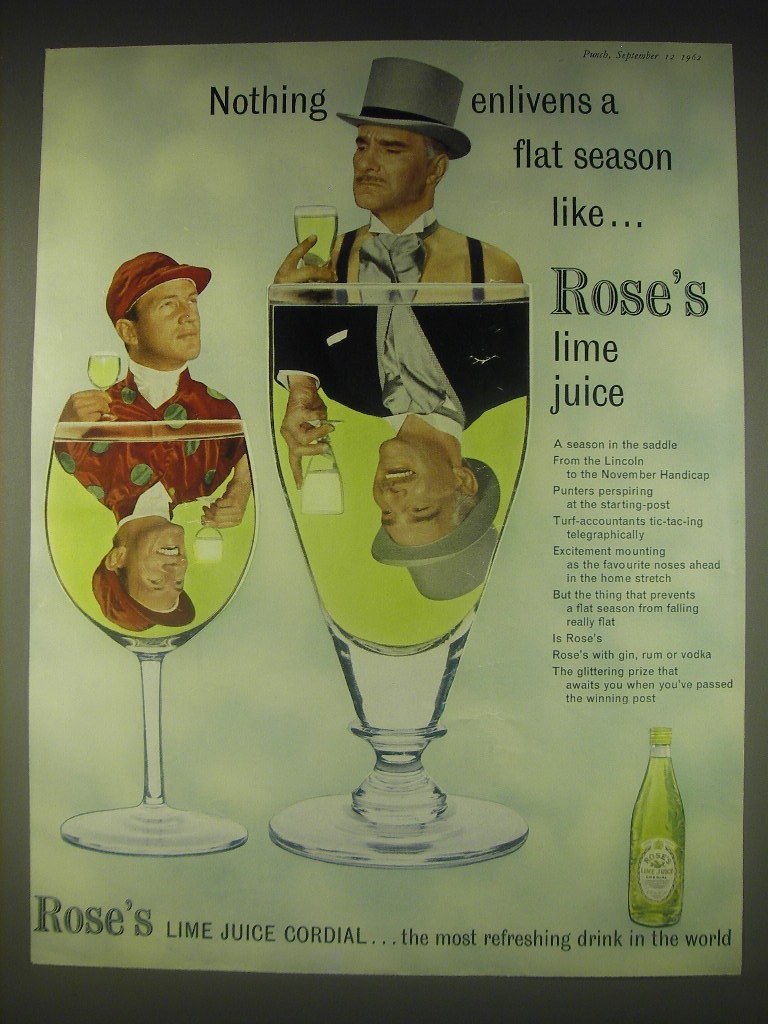 Punch, September 12 1962
Nothing enlivens a
flat season
like...
Rose's
lime
juice
A season in the saddle
From the Lincoln
to the November Handicap
Punters perspiring
at the starting-post
Turf-accountants tic-tac-ing
telegraphically
Excitement mounting
as the favourite noses ahead
in the home stretch
But the thing that prevents
a flat season from falling
really flat
Is Rose's
Rose's with gin, rum or vodka
The glittering prize that
awaits you when you've passed
the winning post
ROSE'S
LIME JUICE
CORDIAL
Rose's LIME JUICE CORDIAL...the most refreshing drink in the world